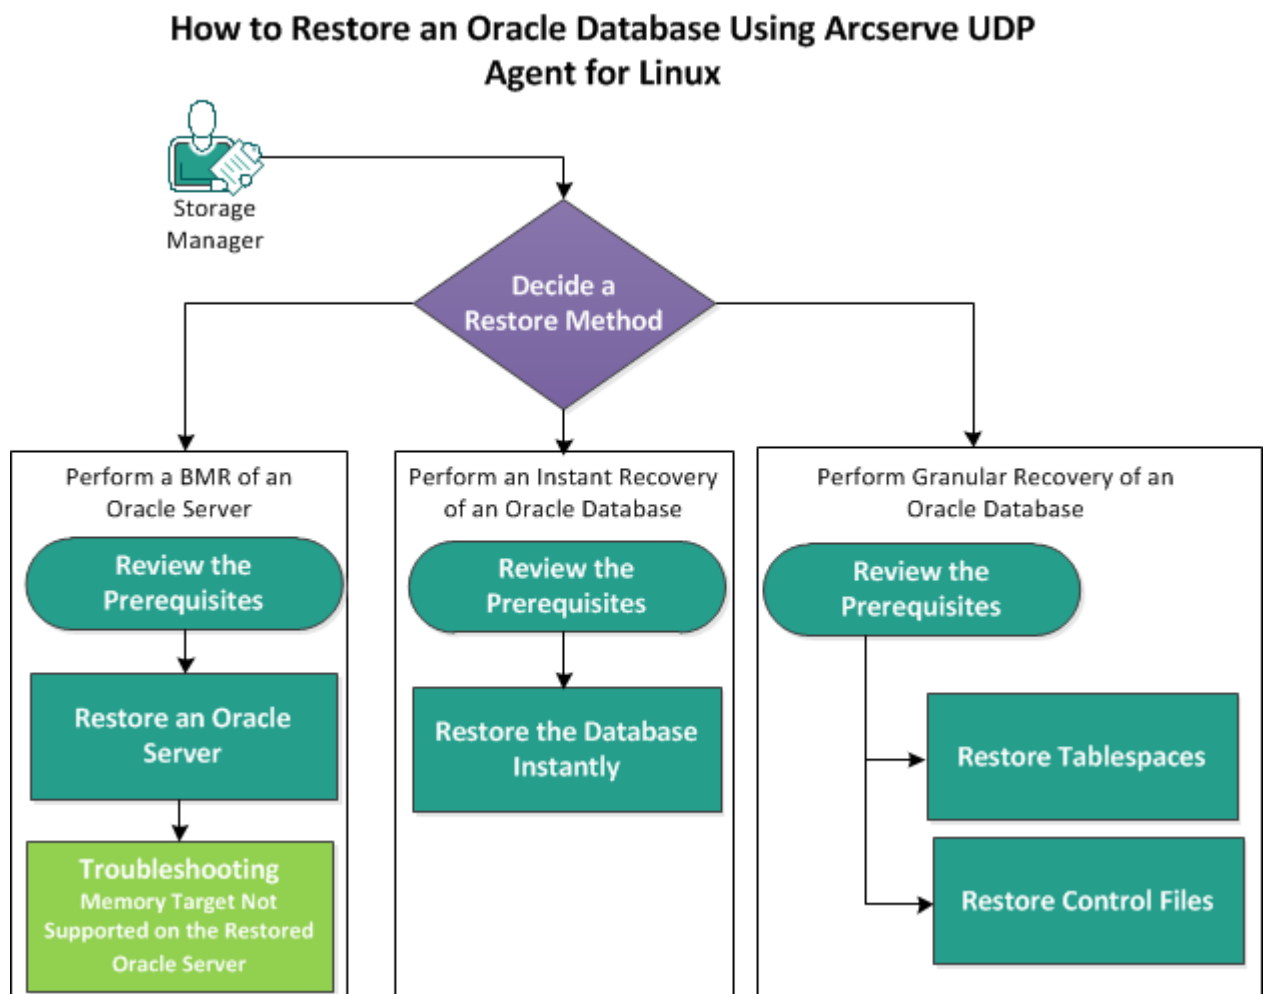 How to Restore an Oracle Database Using Arcserve UDP
Agent for Linux
Storage
Manager
Decide a
Restore Method
Perform a BMR of an
Oracle Server
Review the
Prerequisites
Restore an Oracle
Server
Troubleshooting
Memory Target Not
Supported on the Restored
Oracle Server
Perform an Instant Recovery
of an Oracle Database
Review the
Prerequisites
Restore the Database
Instantly
Perform Granular Recovery of an
Oracle Database
Review the
Prerequisites
Restore Tablespaces
Restore Control Files